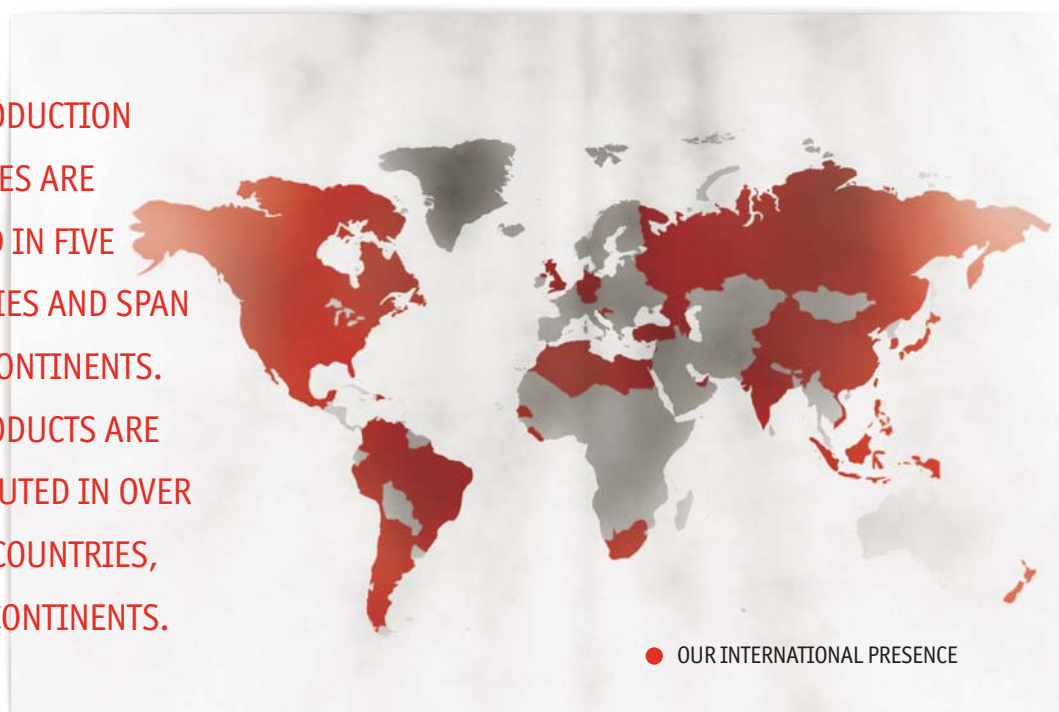 ODUCTION
ES ARE
IN FIVE
IES AND SPAN
ONTINENTS.
ODUCTS ARE
UTED IN OVER
COUNTRIES,
ONTINENTS.
OUR INTERNATIONAL PRESENCE